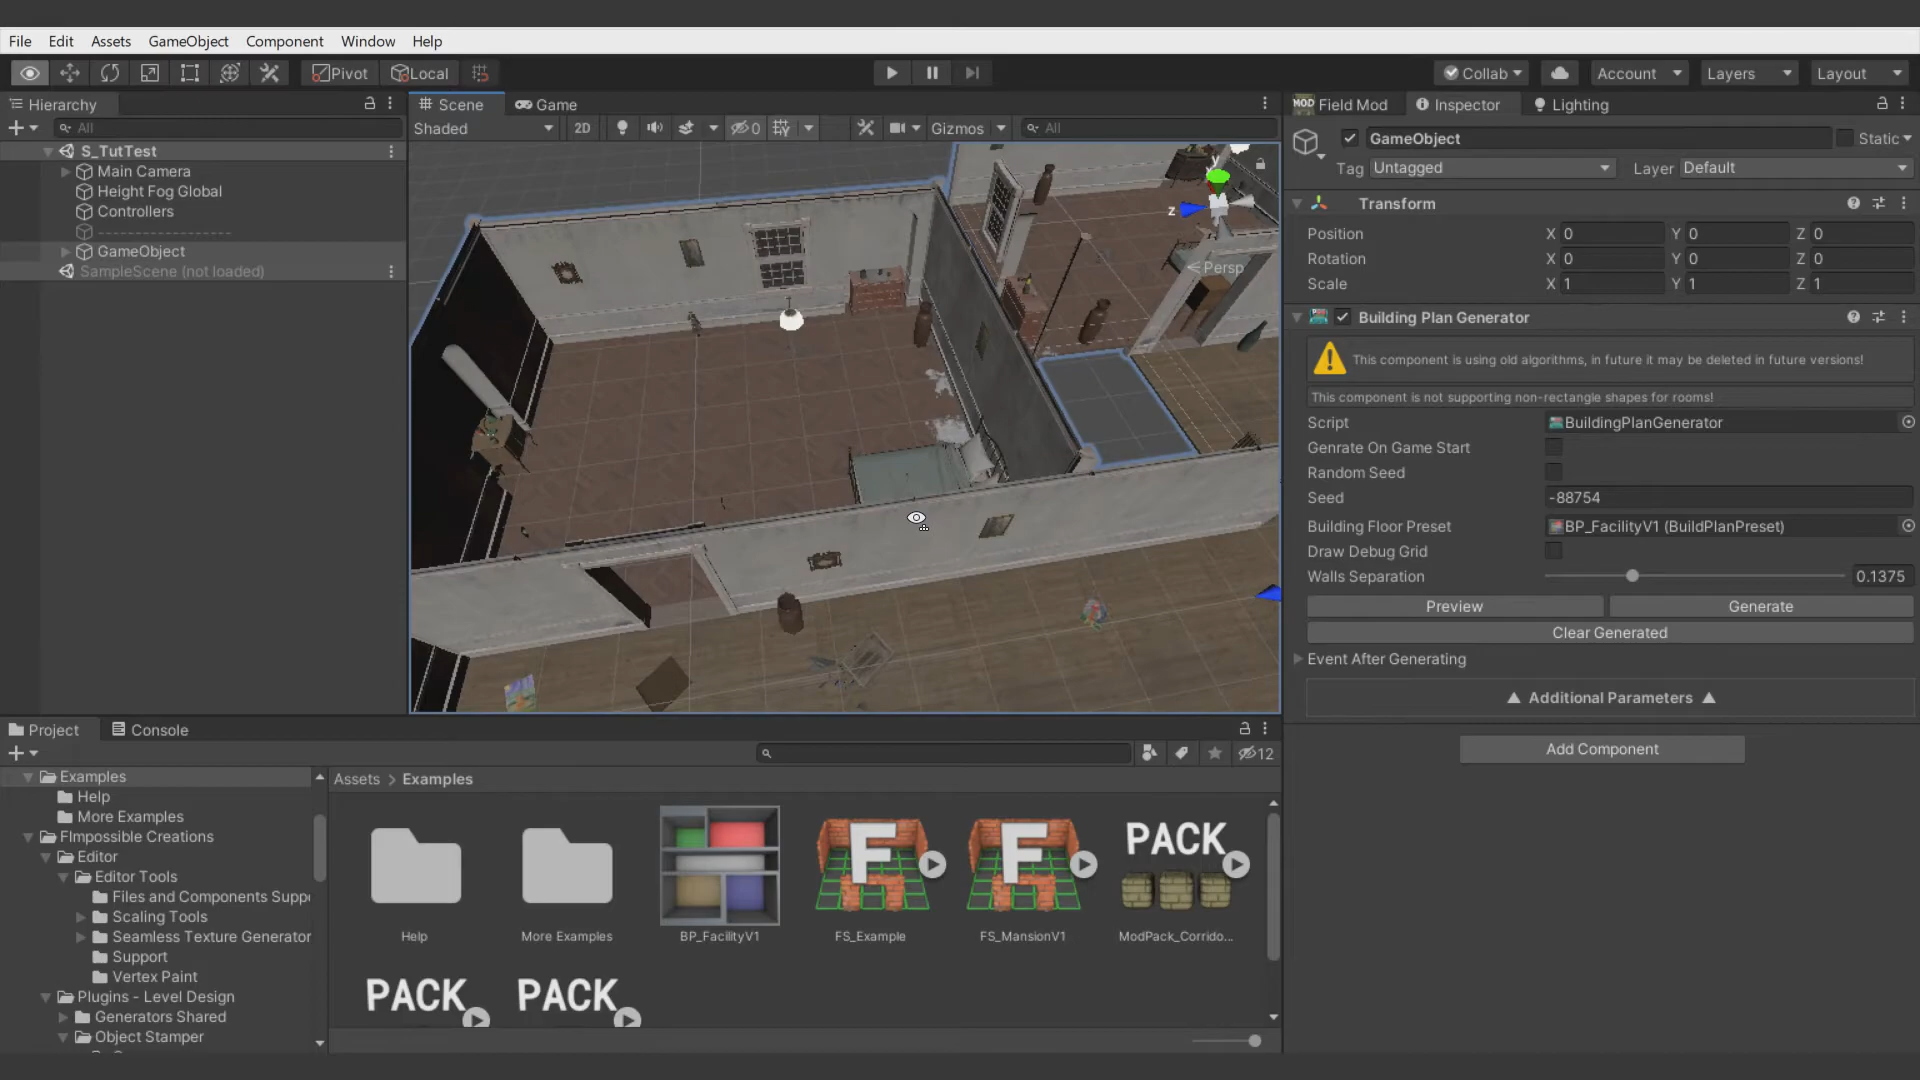 File Edit Assets GameObject Component Window Help
Pivot Local Collab Account Layers Layout
Hierarchy
All
S_TutTest
Main Camera
Height Fog Global
Controllers
-------------------
GameObject
SampleScene (not loaded)
Scene Game
Shaded 2D 0 Gizmos All
y
z
Persp
MOD Field Mod Inspector Lighting
GameObject Static
Tag Untagged Layer Default
Transform
Position X 0 Y 0 Z 0
Rotation X 0 Y 0 Z 0
Scale X 1 Y 1 Z 1
Building Plan Generator
This component is using old algorithms, in future it may be deleted in future versions!
This component is not supporting non-rectangle shapes for rooms!
Script BuildingPlanGenerator
Genrate On Game Start
Random Seed
Seed -88754
Building Floor Preset BP_FacilityV1 (BuildPlanPreset)
Draw Debug Grid
Walls Separation 0.1375
Preview Generate
Clear Generated
Event After Generating
Additional Parameters
Add Component
Project Console
12
Examples
Help
More Examples
FImpossible Creations
Editor
Editor Tools
Files and Components Suppo
Scaling Tools
Seamless Texture Generator
Support
Vertex Paint
Plugins - Level Design
Generators Shared
Object Stamper
Assets > Examples
F F PACK
Help More Examples BP_FacilityV1 FS_Example FS_MansionV1 ModPack_Corrido...
PACK PACK